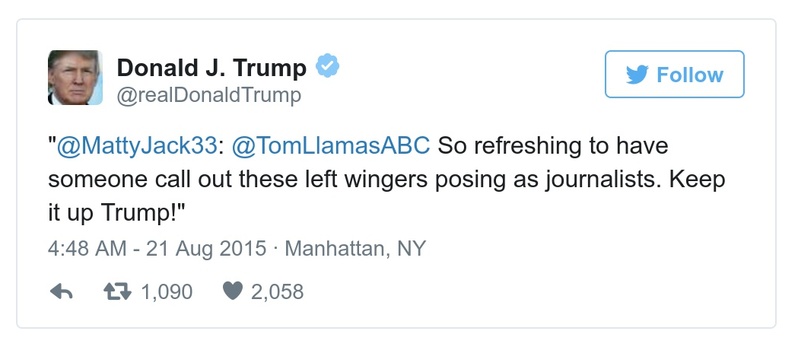 Donald J. Trump
@realDonaldTrump
Follow
"@MattyJack33: @TomLlamasABC So refreshing to have
someone call out these left wingers posing as journalists. Keep
it up Trump!"
4:48 AM - 21 Aug 2015 · Manhattan, NY
1,090 2,058